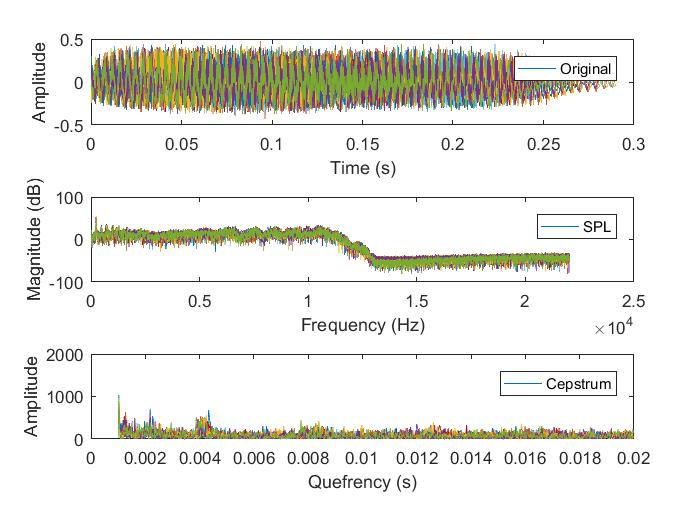 0.5
0
-0.5
Amplitude
Original
0 0.05 0.1 0.15 0.2 0.25 0.3
Time (s)
100
0
-100
Magnitude (dB)
SPL
0 0.5 1 1.5 2 2.5
Frequency (Hz)
×10^4
2000
1000
0
Amplitude
Cepstrum
0 0.002 0.004 0.006 0.008 0.01 0.012 0.014 0.016 0.018 0.02
Quefrency (s)